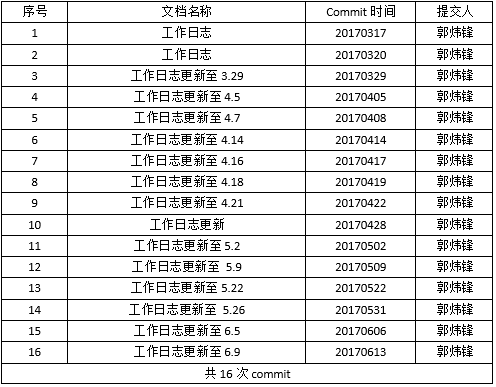 序号 文档名称 Commit 时间 提交人
1 工作日志 20170317 郭炜锋
2 工作日志 20170320 郭炜锋
3 工作日志更新至 3.29 20170329 郭炜锋
4 工作日志更新至 4.5 20170405 郭炜锋
5 工作日志更新至 4.7 20170408 郭炜锋
6 工作日志更新至 4.14 20170414 郭炜锋
7 工作日志更新至 4.16 20170417 郭炜锋
8 工作日志更新至 4.18 20170419 郭炜锋
9 工作日志更新至 4.21 20170422 郭炜锋
10 工作日志更新 20170428 郭炜锋
11 工作日志更新至 5.2 20170502 郭炜锋
12 工作日志更新至 5.9 20170509 郭炜锋
13 工作日志更新至 5.22 20170522 郭炜锋
14 工作日志更新至 5.26 20170531 郭炜锋
15 工作日志更新至 6.5 20170606 郭炜锋
16 工作日志更新至 6.9 20170613 郭炜锋
共 16 次 commit